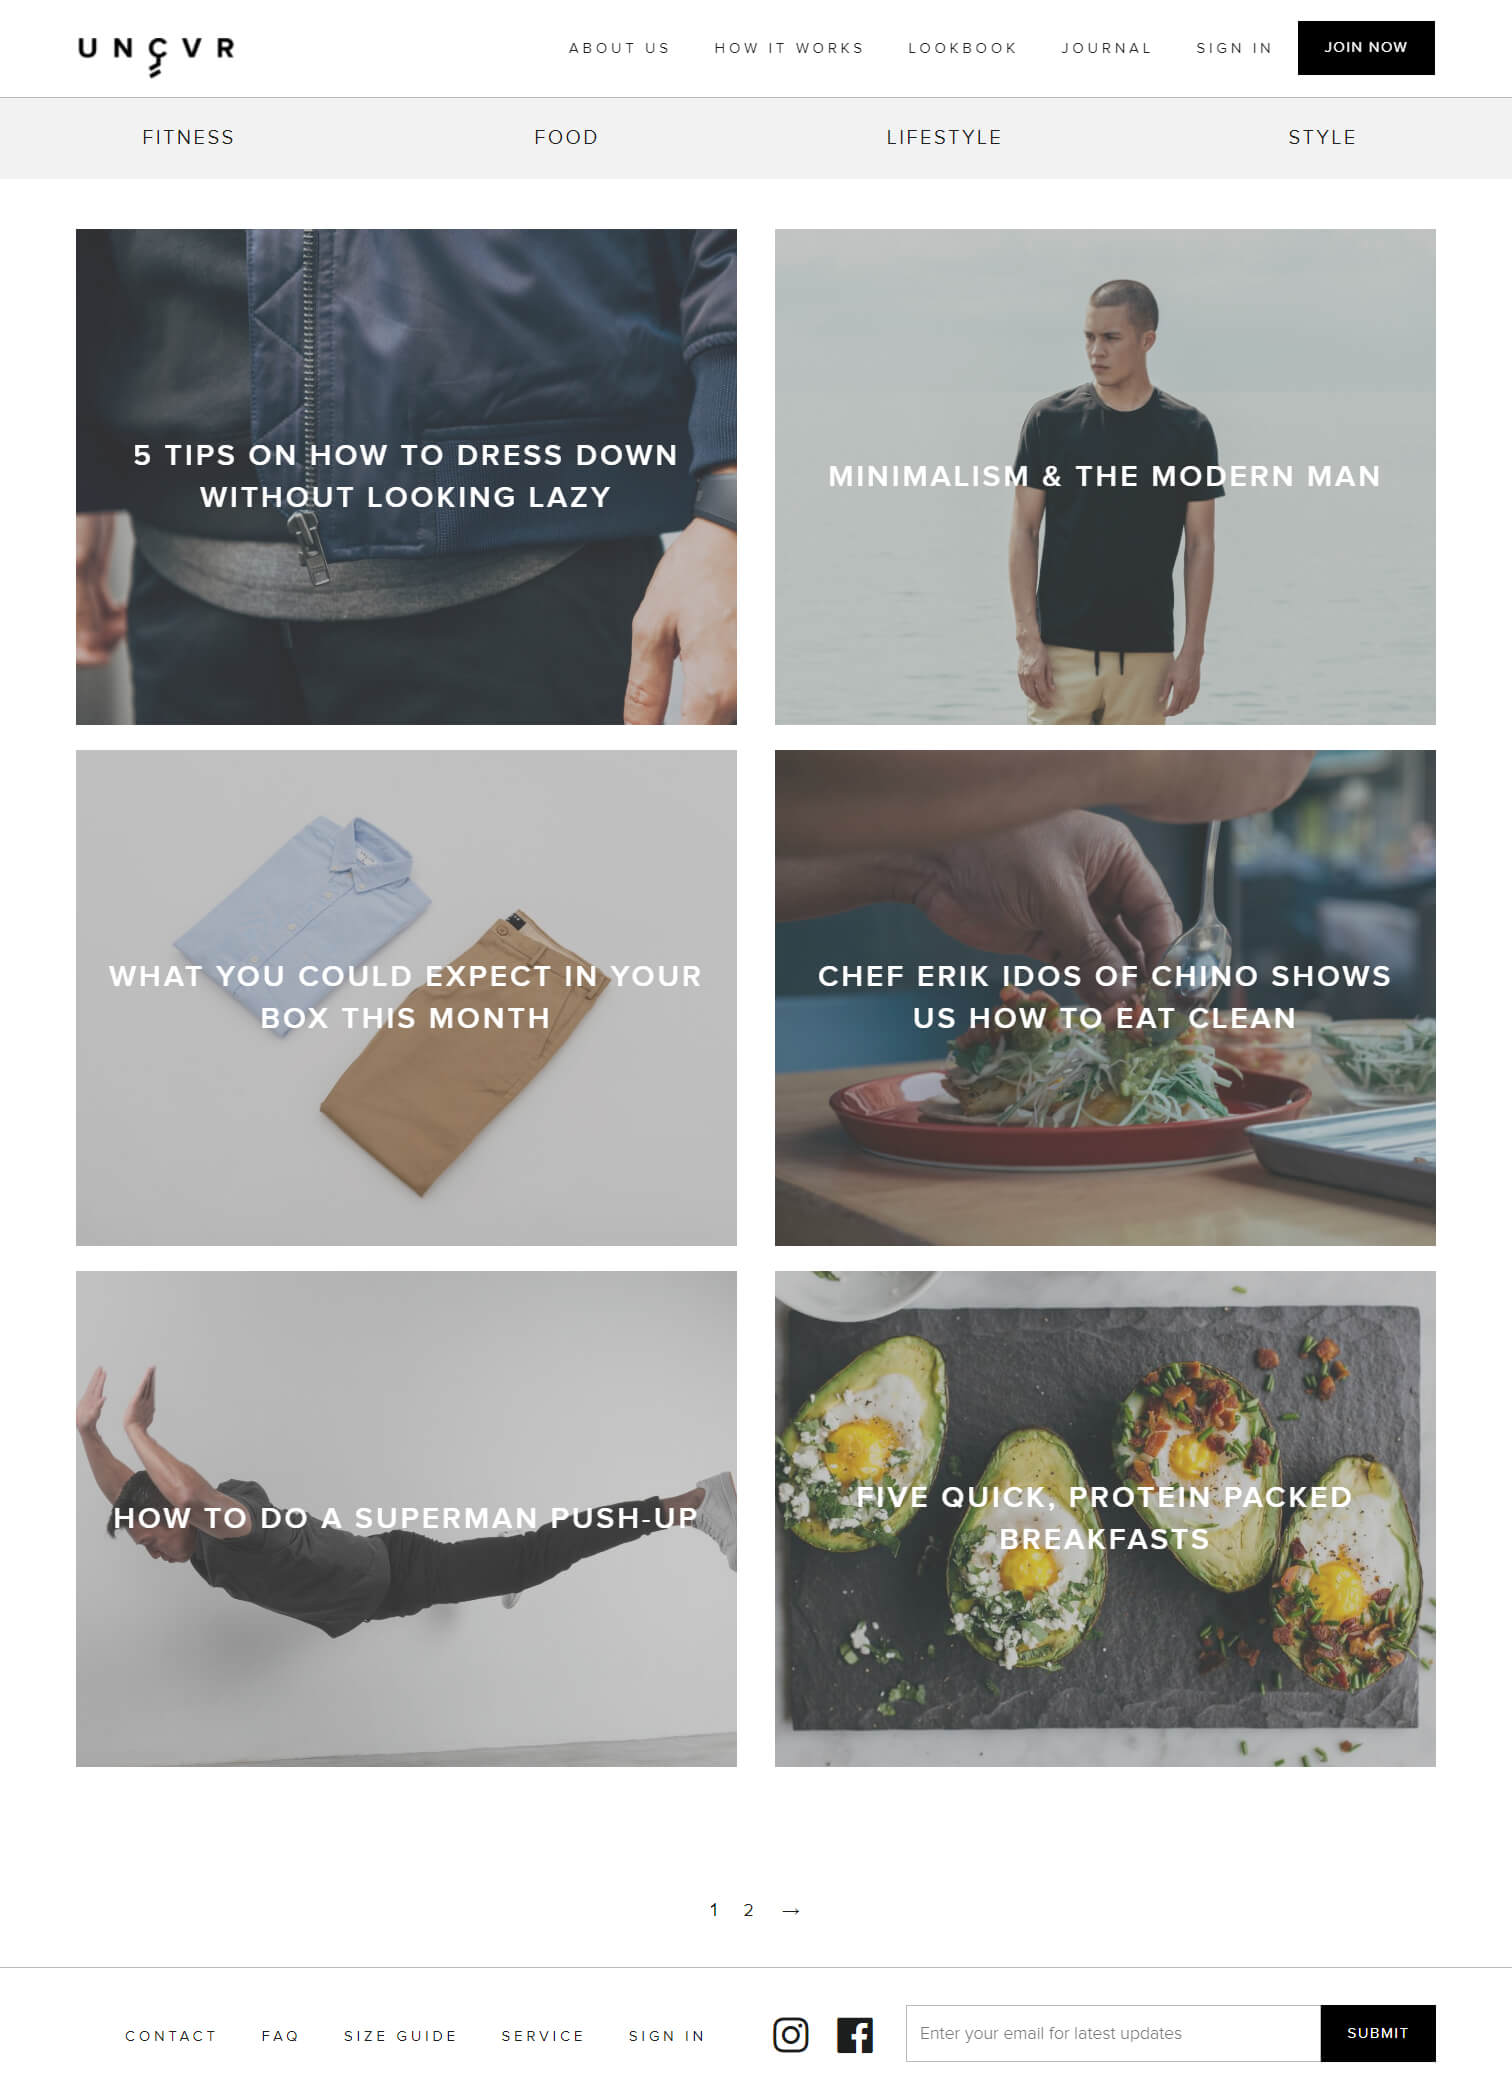 UNCVR
ABOUT US
HOW IT WORKS
LOOKBOOK
JOURNAL
SIGN IN
JOIN NOW
FITNESS
FOOD
LIFESTYLE
STYLE
5 TIPS ON HOW TO DRESS DOWN
WITHOUT LOOKING LAZY
MINIMALISM & THE MODERN MAN
WHAT YOU COULD EXPECT IN YOUR
BOX THIS MONTH
CHEF ERIK IDOS OF CHINO SHOWS
US HOW TO EAT CLEAN
HOW TO DO A SUPERMAN PUSH-UP
FIVE QUICK, PROTEIN PACKED
BREAKFASTS
1 2 →
CONTACT
FAQ
SIZE GUIDE
SERVICE
SIGN IN
Enter your email for latest updates
SUBMIT